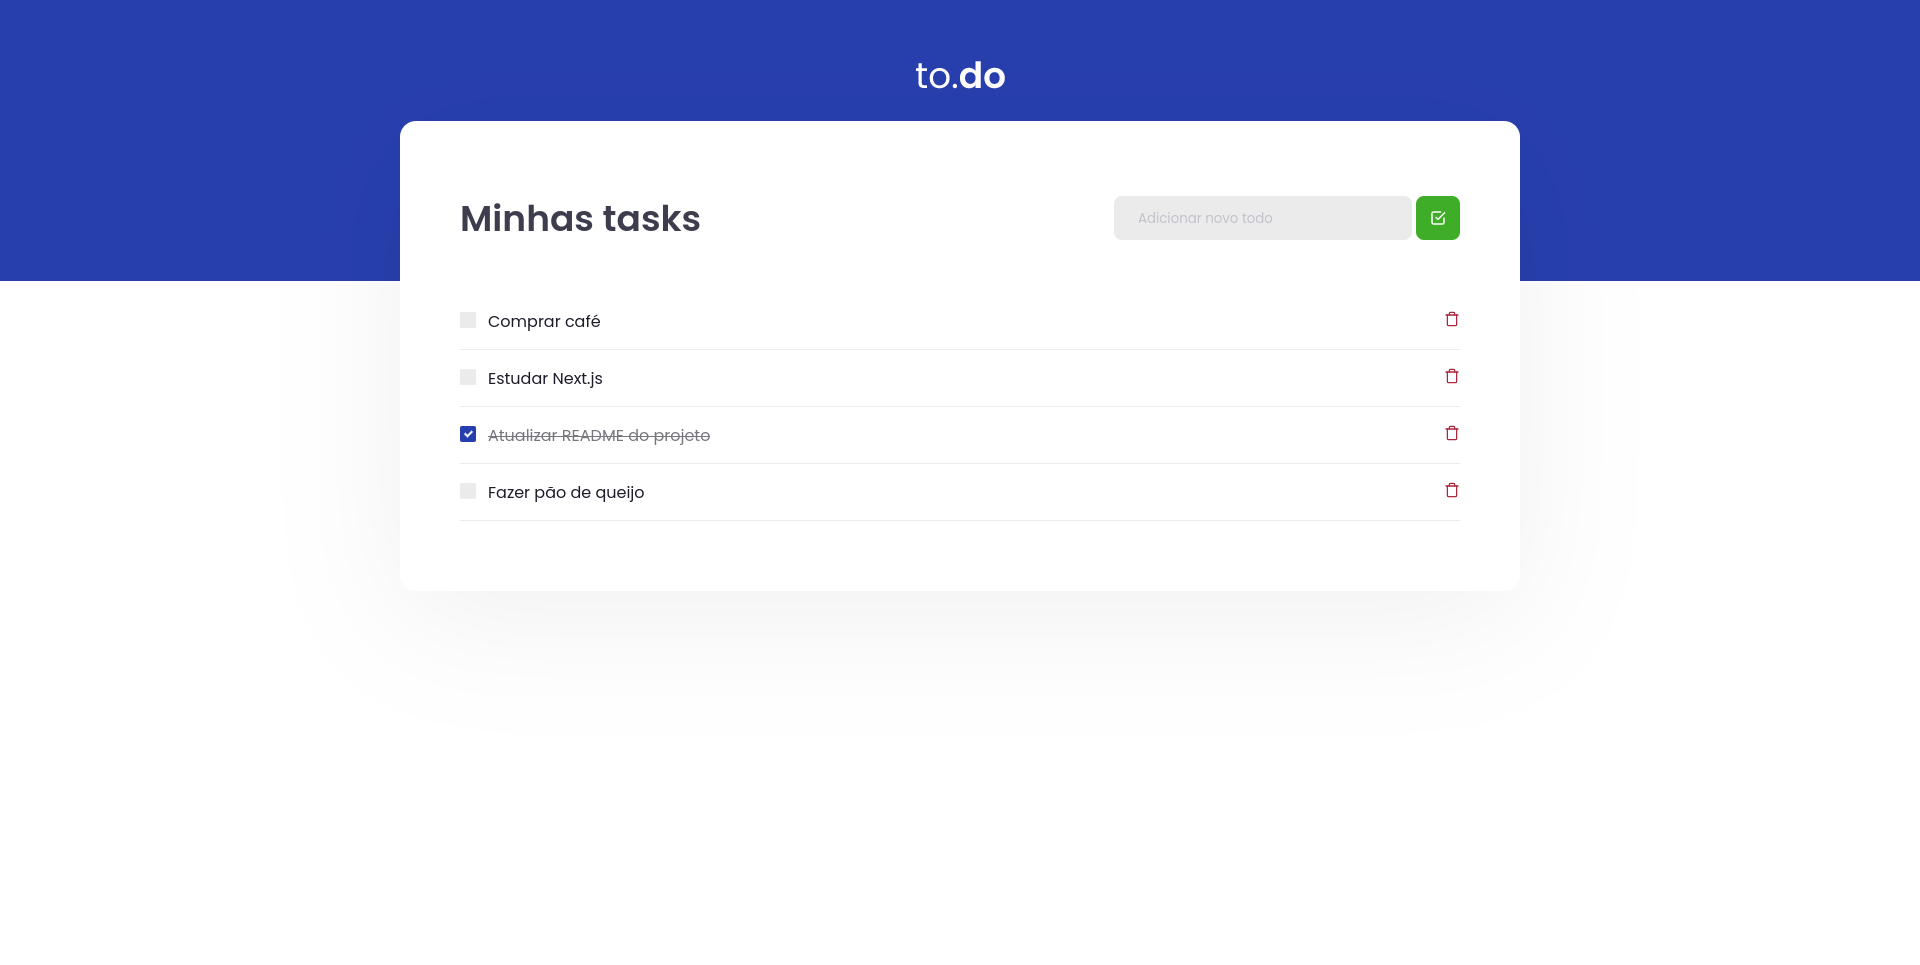 to.do
Minhas tasks
Adicionar novo todo
Comprar café
Estudar Next.js
Atualizar README do projeto
Fazer pão de queijo